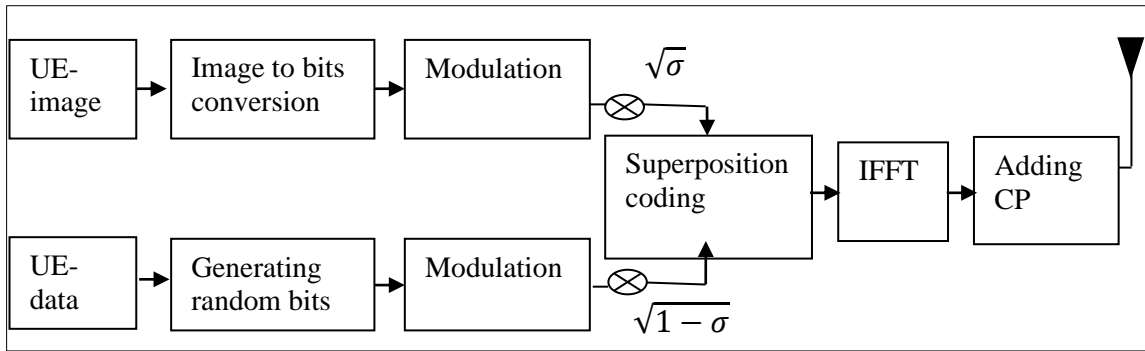 UE-
image
Image to bits
conversion
Modulation
√σ
Superposition
coding
IFFT
Adding
CP
UE-
data
Generating
random bits
Modulation
√1 − σ